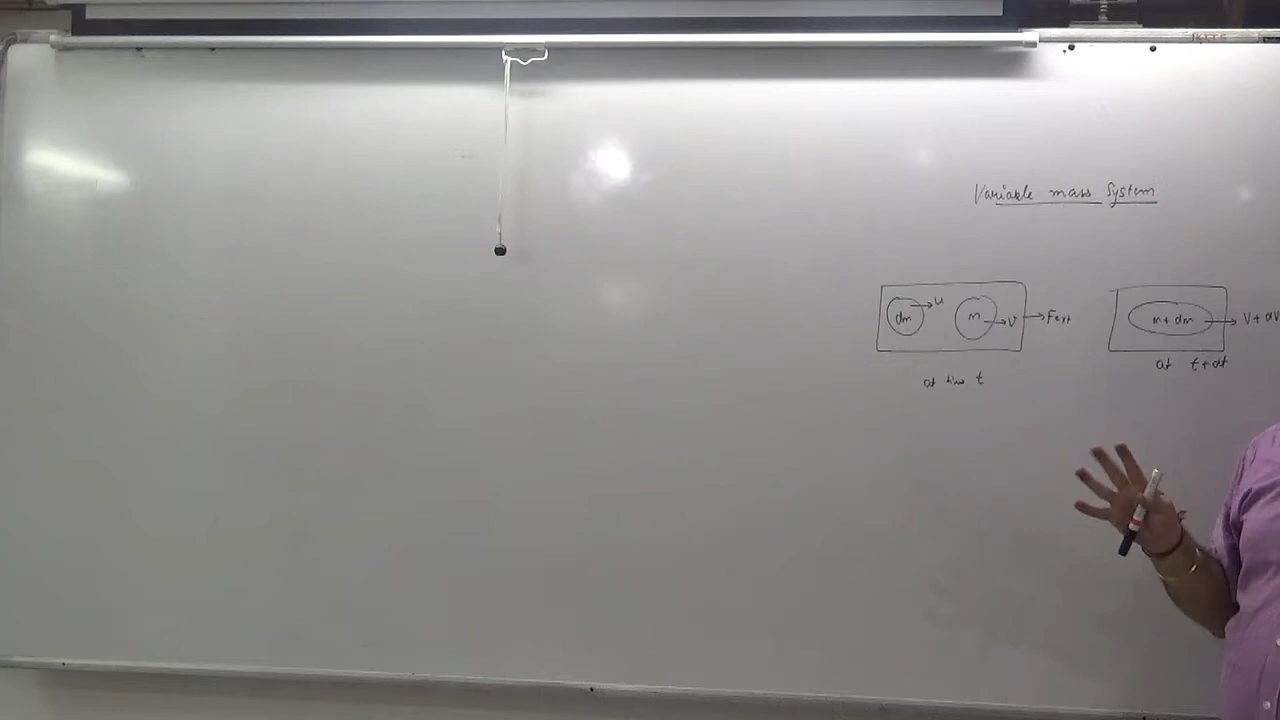 Variable mass System
dm → u m → V → Fext
m + dm → V + dV
at time t
at t + dt